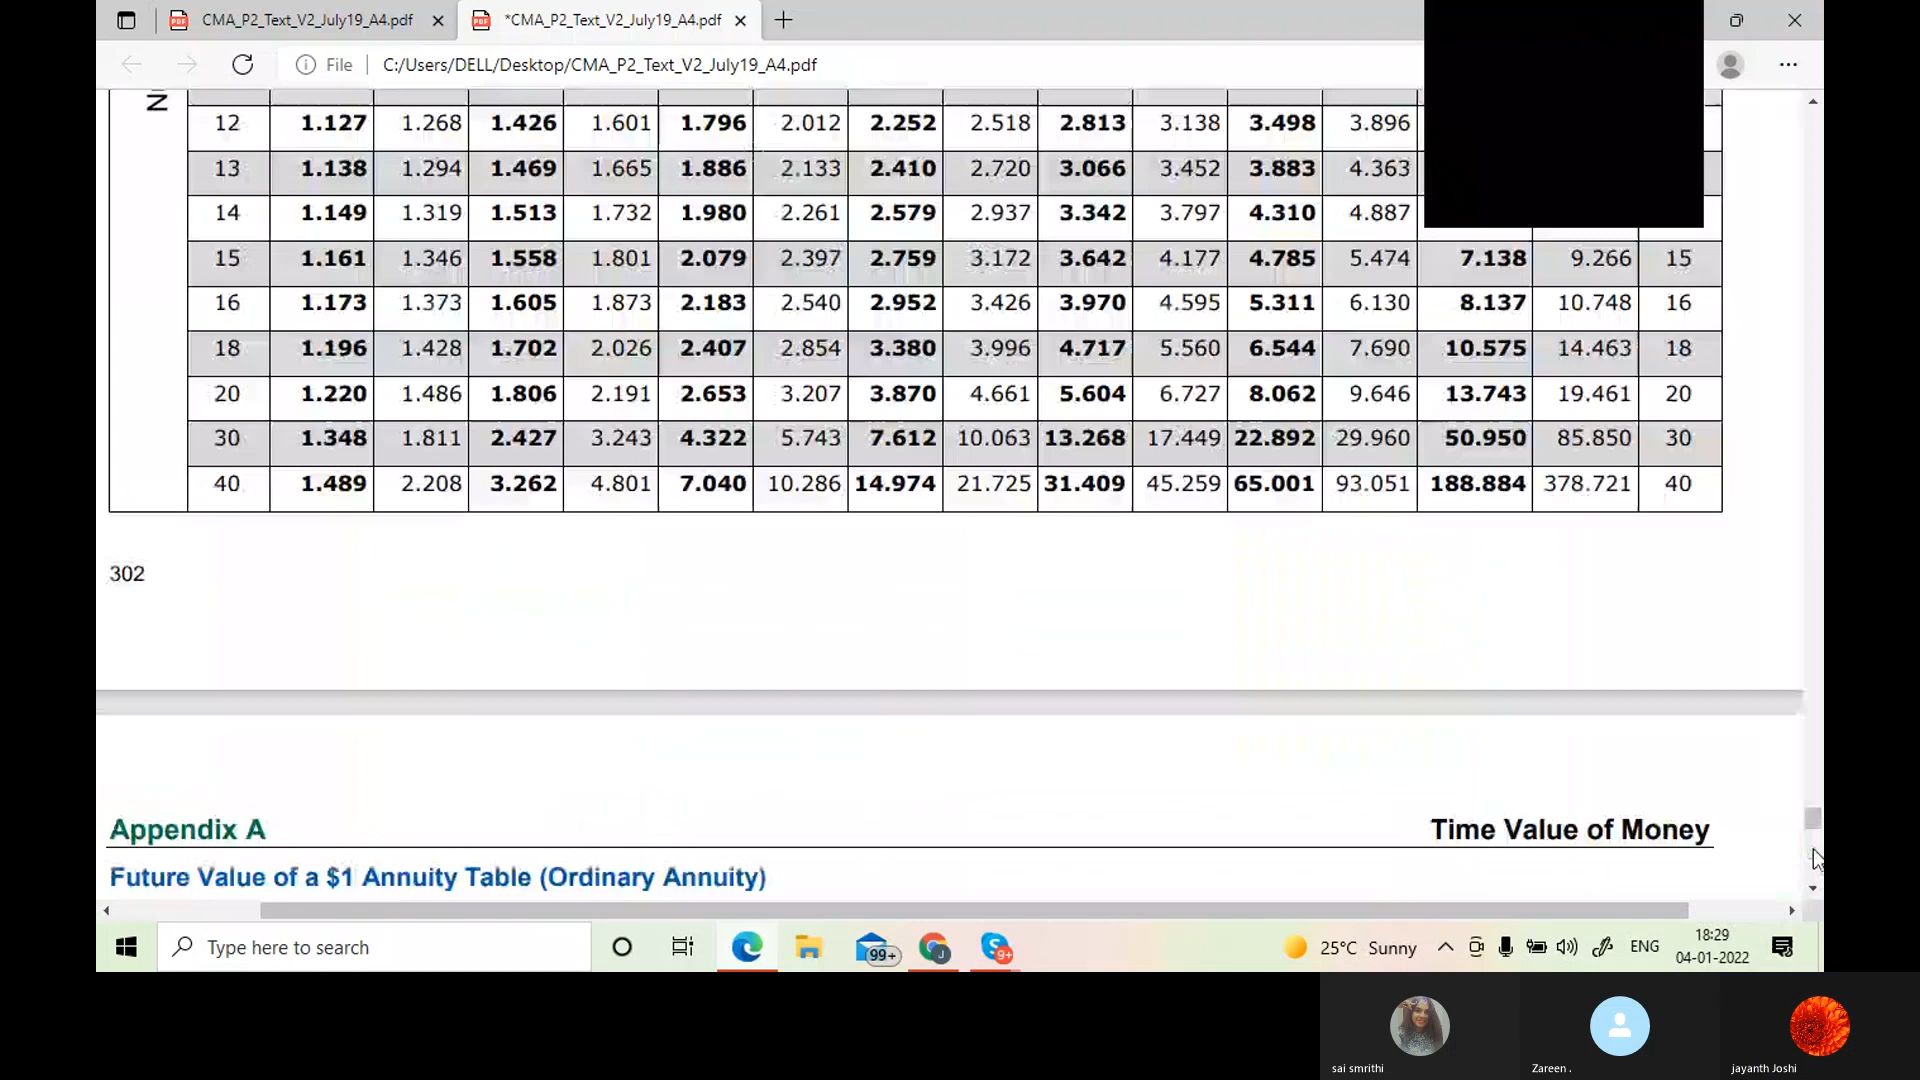 CMA_P2_Text_V2_July19_A4.pdf *CMA_P2_Text_V2_July19_A4.pdf
File C:/Users/DELL/Desktop/CMA_P2_Text_V2_July19_A4.pdf
12 1.127 1.268 1.426 1.601 1.796 2.012 2.252 2.518 2.813 3.138 3.498 3.896
13 1.138 1.294 1.469 1.665 1.886 2.133 2.410 2.720 3.066 3.452 3.883 4.363
14 1.149 1.319 1.513 1.732 1.980 2.261 2.579 2.937 3.342 3.797 4.310 4.887
15 1.161 1.346 1.558 1.801 2.079 2.397 2.759 3.172 3.642 4.177 4.785 5.474 7.138 9.266 15
16 1.173 1.373 1.605 1.873 2.183 2.540 2.952 3.426 3.970 4.595 5.311 6.130 8.137 10.748 16
18 1.196 1.428 1.702 2.026 2.407 2.854 3.380 3.996 4.717 5.560 6.544 7.690 10.575 14.463 18
20 1.220 1.486 1.806 2.191 2.653 3.207 3.870 4.661 5.604 6.727 8.062 9.646 13.743 19.461 20
30 1.348 1.811 2.427 3.243 4.322 5.743 7.612 10.063 13.268 17.449 22.892 29.960 50.950 85.850 30
40 1.489 2.208 3.262 4.801 7.040 10.286 14.974 21.725 31.409 45.259 65.001 93.051 188.884 378.721 40
302
Appendix A Time Value of Money
Future Value of a $1 Annuity Table (Ordinary Annuity)
Type here to search 99+ J 9+ 25°C Sunny ENG 18:29
04-01-2022
sai smrithi Zareen . jayanth Joshi